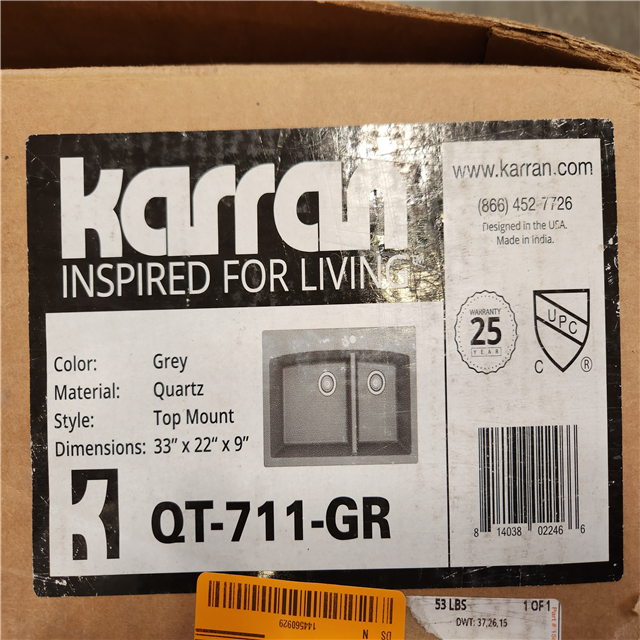 karran
INSPIRED FOR LIVING
www.karran.com
(866) 452-7726
Designed in the USA.
Made in India.
WARRANTY
25
YEAR
UPC
C ®
Color: Grey
Material: Quartz
Style: Top Mount
Dimensions: 33" x 22" x 9"
QT-711-GR
8 14038 02246 6
144560929
53 LBS 1 OF 1
DWT: 37,26,15